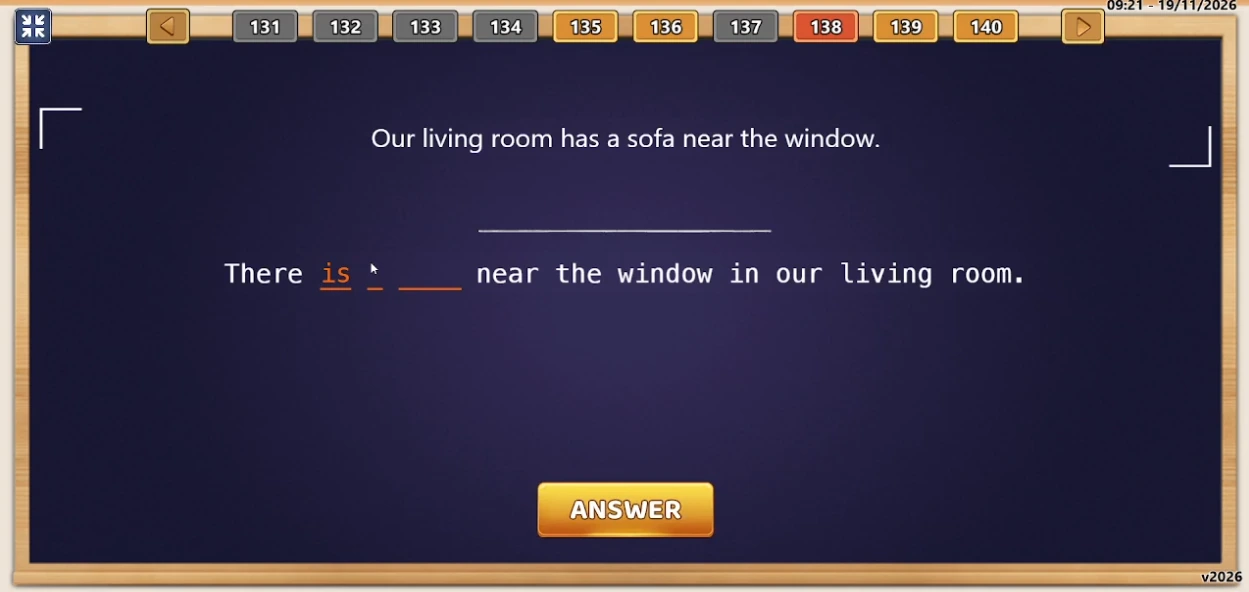 09:21 - 19/11/2026
131 132 133 134 135 136 137 138 139 140
Our living room has a sofa near the window.
There is _ ____ near the window in our living room.
ANSWER
v2026